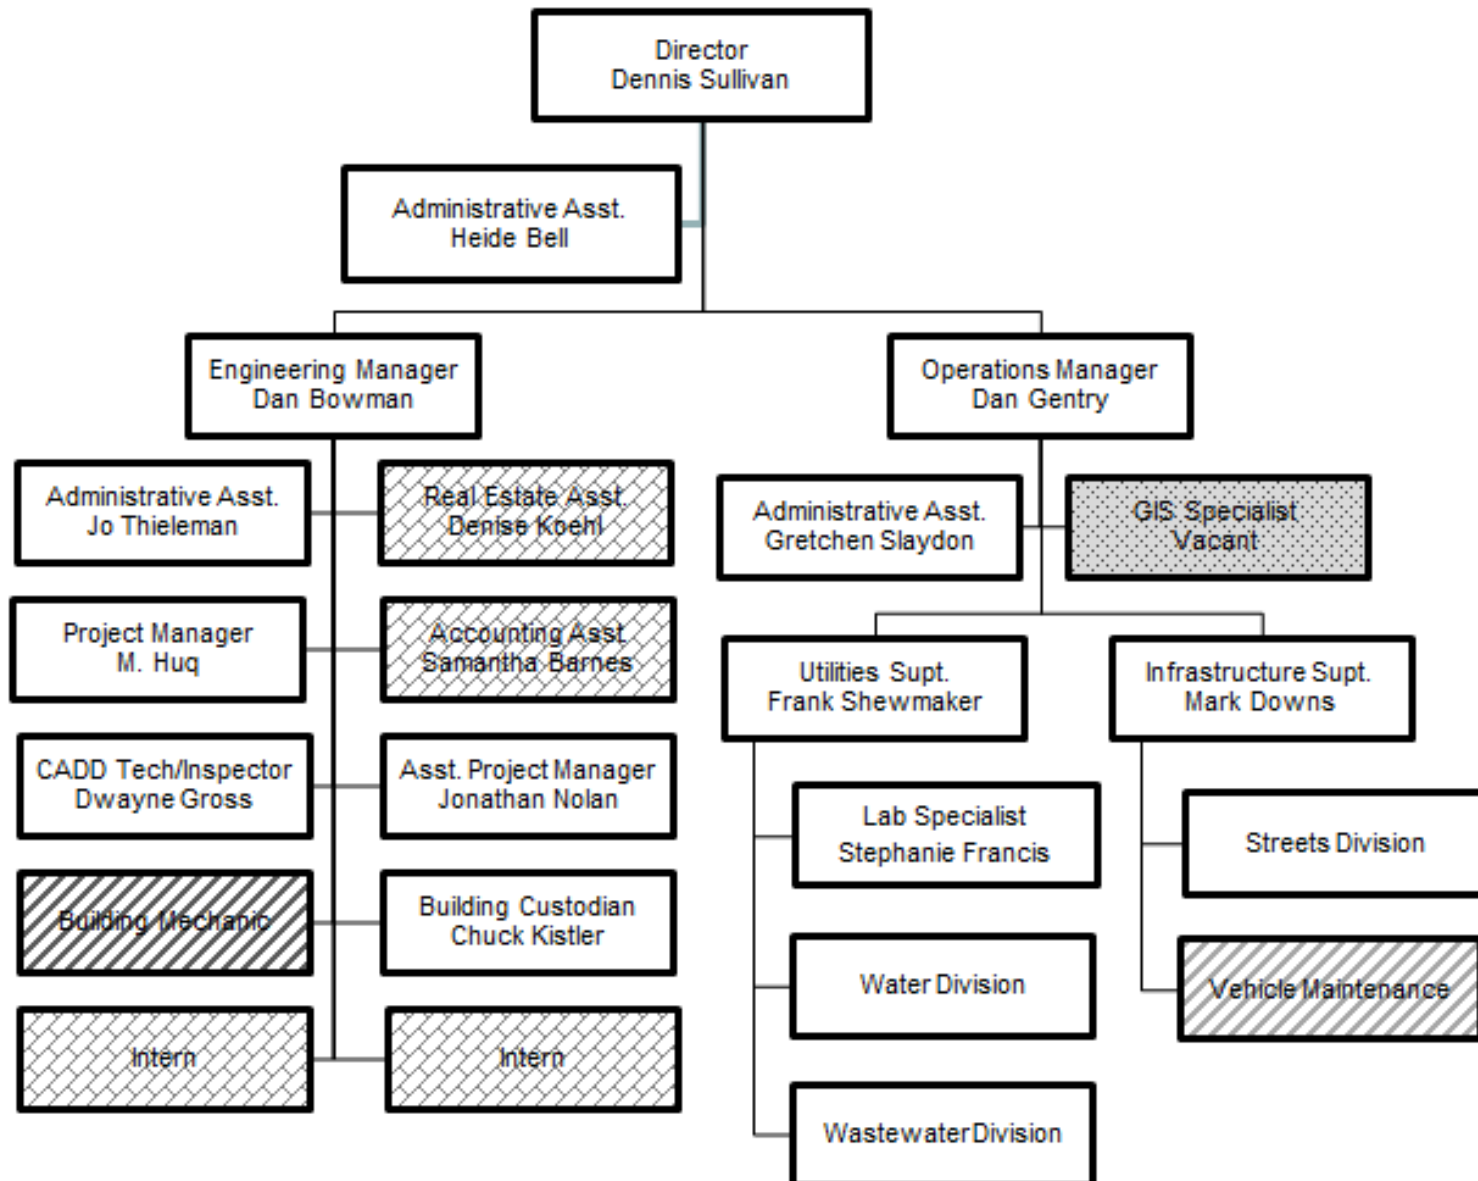 Director
Dennis Sullivan
Administrative Asst.
Heide Bell
Engineering Manager
Dan Bowman
Operations Manager
Dan Gentry
Administrative Asst.
Jo Thieleman
Real Estate Asst.
Denise Koehl
Administrative Asst.
Gretchen Slaydon
GIS Specialist
Vacant
Project Manager
M. Huq
Accounting Asst.
Samantha Barnes
Utilities Supt.
Frank Shewmaker
Infrastructure Supt.
Mark Downs
CADD Tech/Inspector
Dwayne Gross
Asst. Project Manager
Jonathan Nolan
Lab Specialist
Stephanie Francis
Streets Division
Building Mechanic
Building Custodian
Chuck Kistler
Water Division
Vehicle Maintenance
Intern
Intern
Wastewater Division